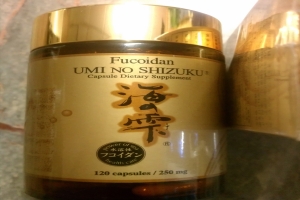 Fucoidan
UMI NO SHIZUKU®
Capsule Dietary Supplement
海の雫
®
フコイダン
120 capsules / 250 mg